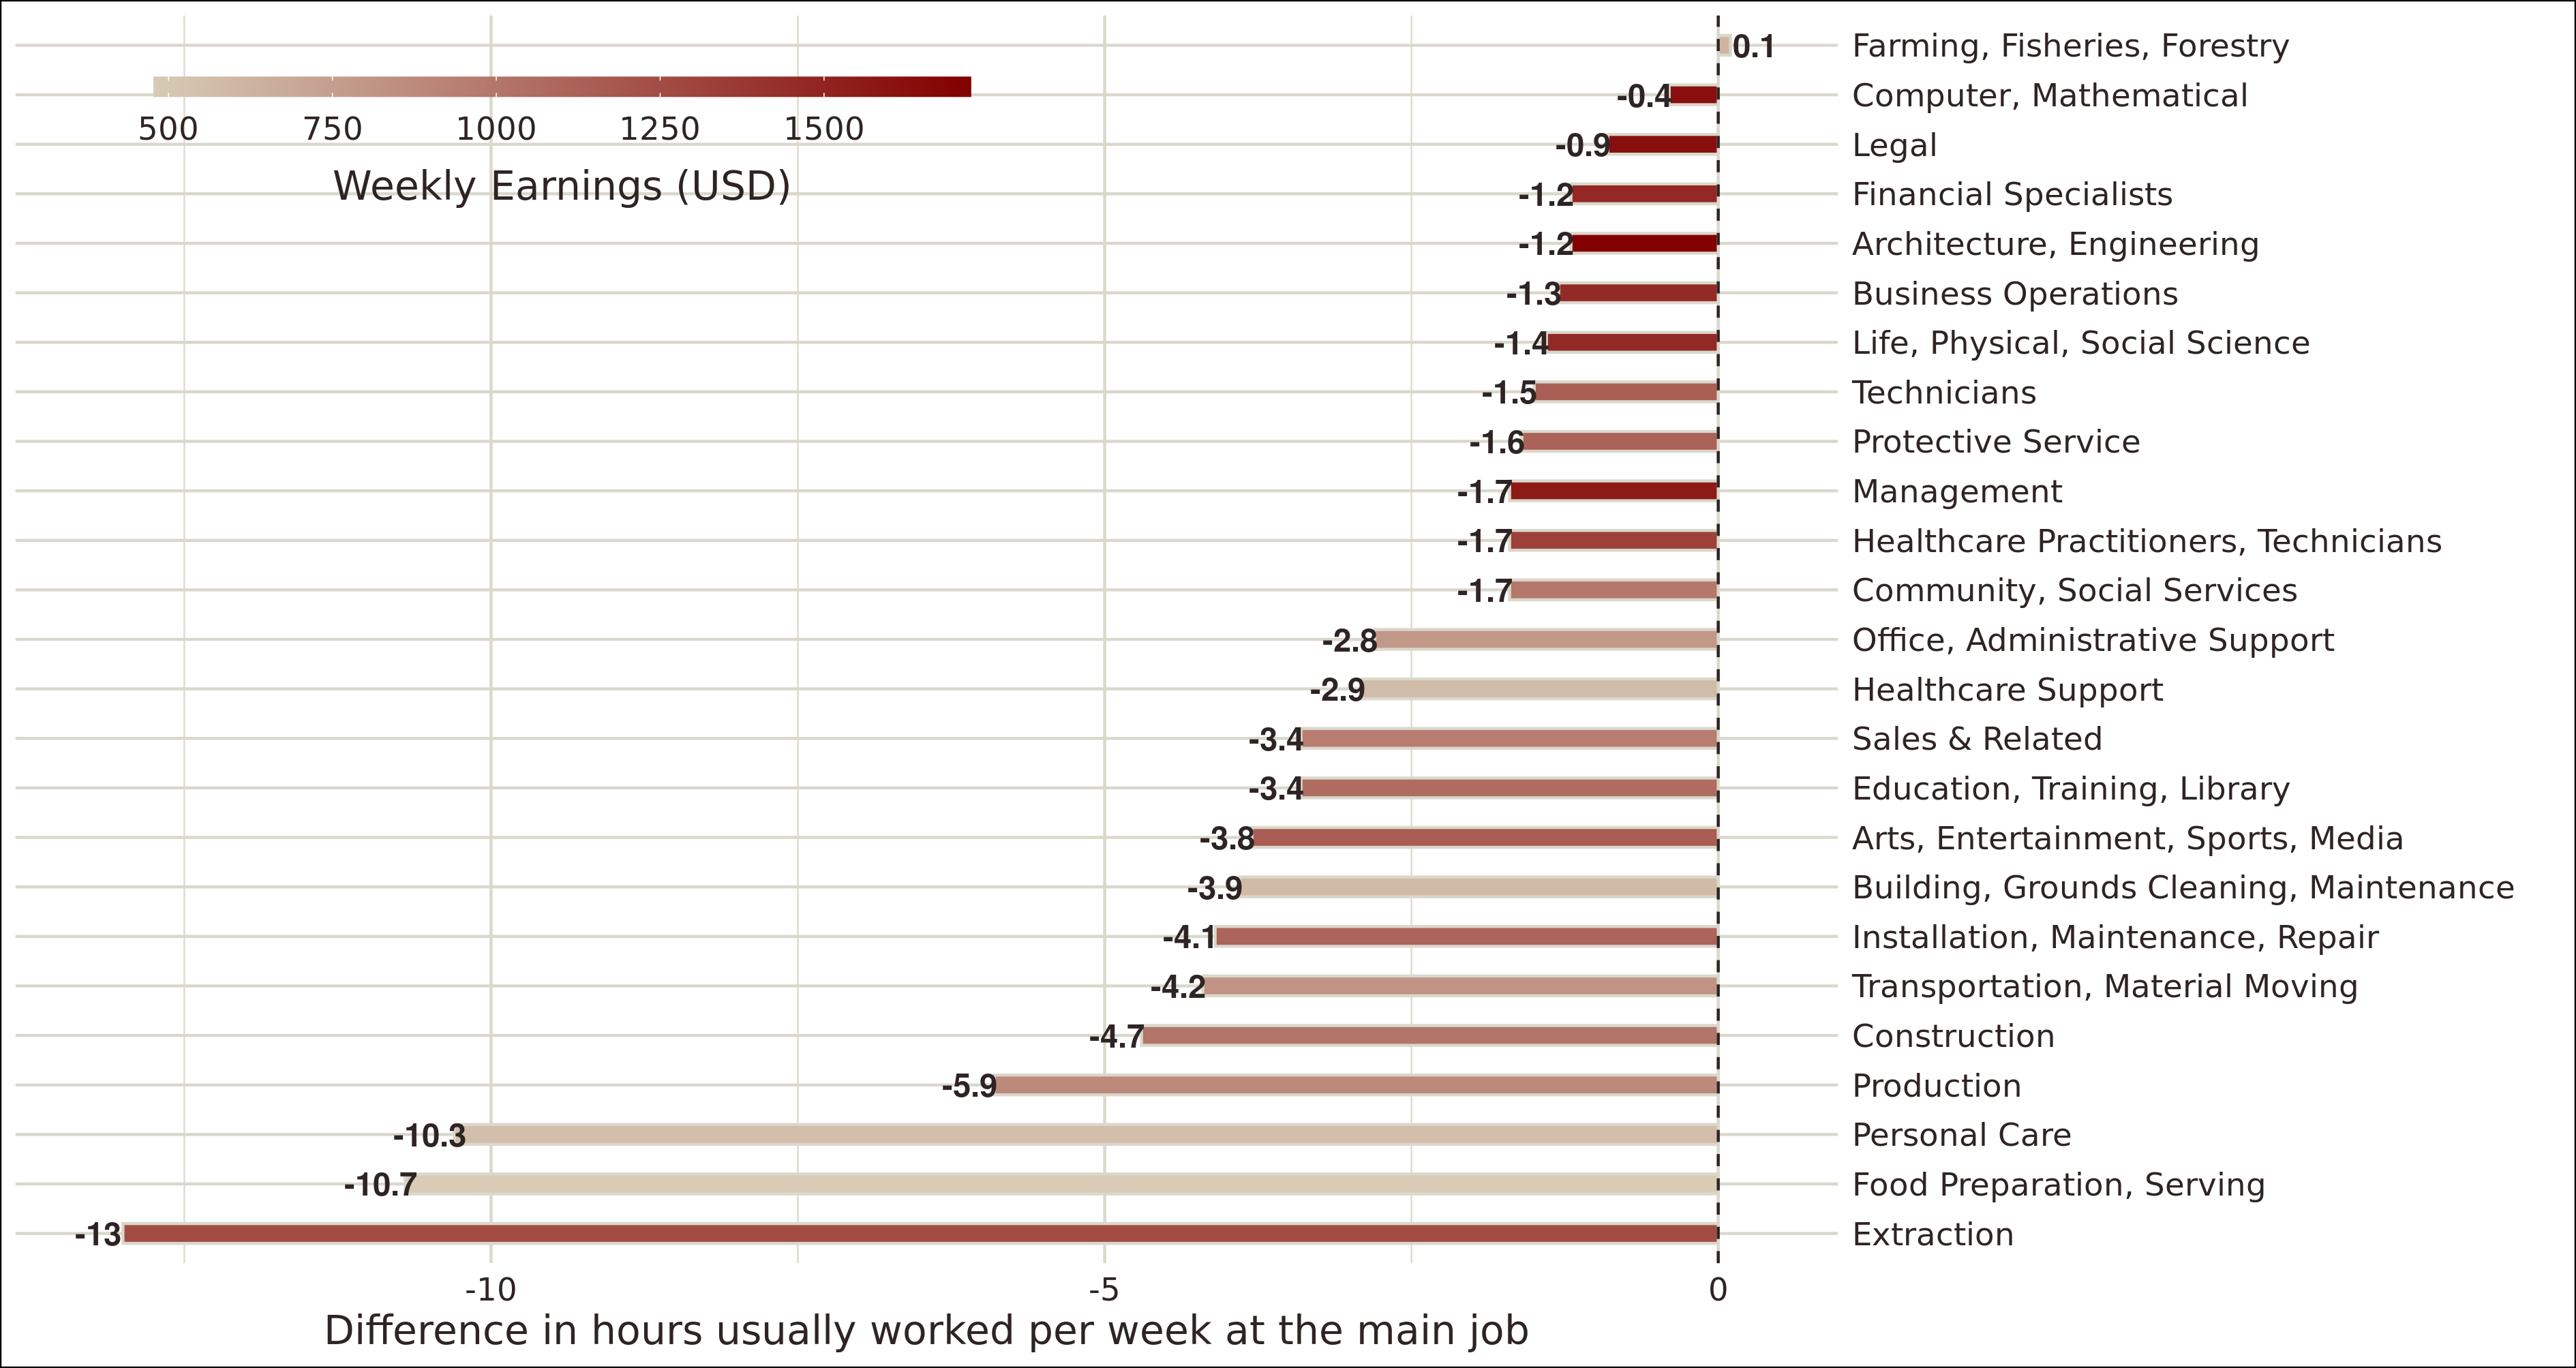 0.1 Farming, Fisheries, Forestry
-0.4 Computer, Mathematical
500 750 1000 1250 1500
-0.9 Legal
Weekly Earnings (USD)
-1.2 Financial Specialists
-1.2 Architecture, Engineering
-1.3 Business Operations
-1.4 Life, Physical, Social Science
-1.5 Technicians
-1.6 Protective Service
-1.7 Management
-1.7 Healthcare Practitioners, Technicians
-1.7 Community, Social Services
-2.8 Office, Administrative Support
-2.9 Healthcare Support
-3.4 Sales & Related
-3.4 Education, Training, Library
-3.8 Arts, Entertainment, Sports, Media
-3.9 Building, Grounds Cleaning, Maintenance
-4.1 Installation, Maintenance, Repair
-4.2 Transportation, Material Moving
-4.7 Construction
-5.9 Production
-10.3 Personal Care
-10.7 Food Preparation, Serving
-13 Extraction
-10 -5 0
Difference in hours usually worked per week at the main job